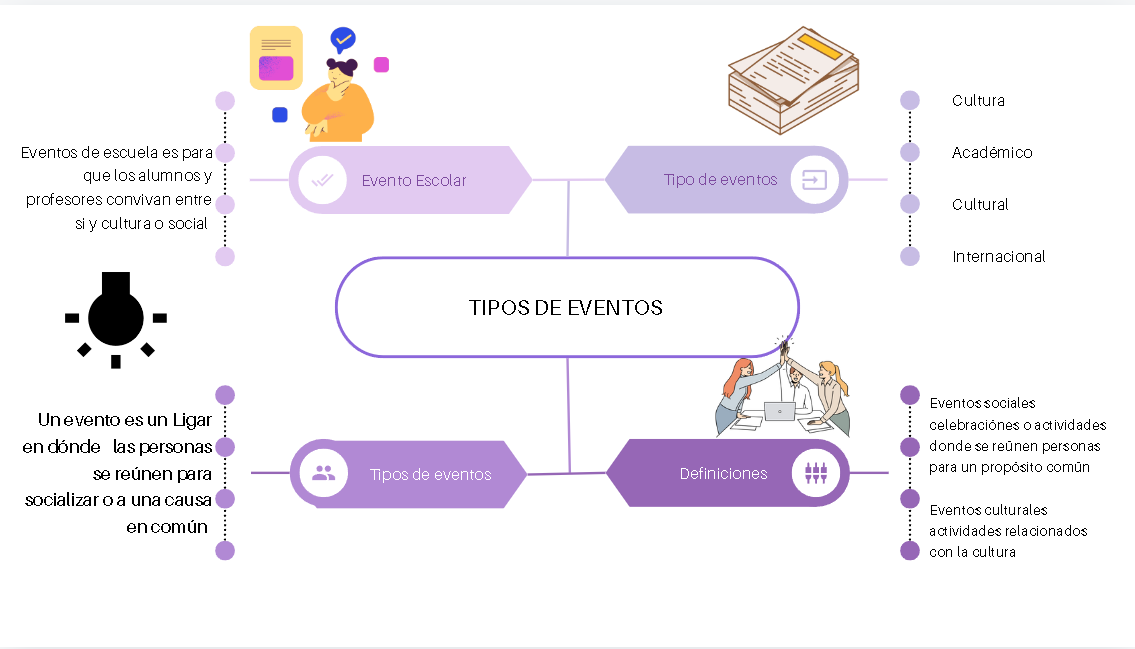 TIPOS DE EVENTOS
Evento Escolar
Eventos de escuela es para
que los alumnos y
profesores convivan entre
si y cultura o social
Tipo de eventos
Cultura
Académico
Cultural
Internacional
Tipos de eventos
Un evento es un Ligar
en dónde las personas
se reúnen para
socializar o a una causa
en común
Definiciones
Eventos sociales
celebraciónes o actividades
donde se reúnen personas
para un propósito común
Eventos culturales
actividades relacionados
con la cultura